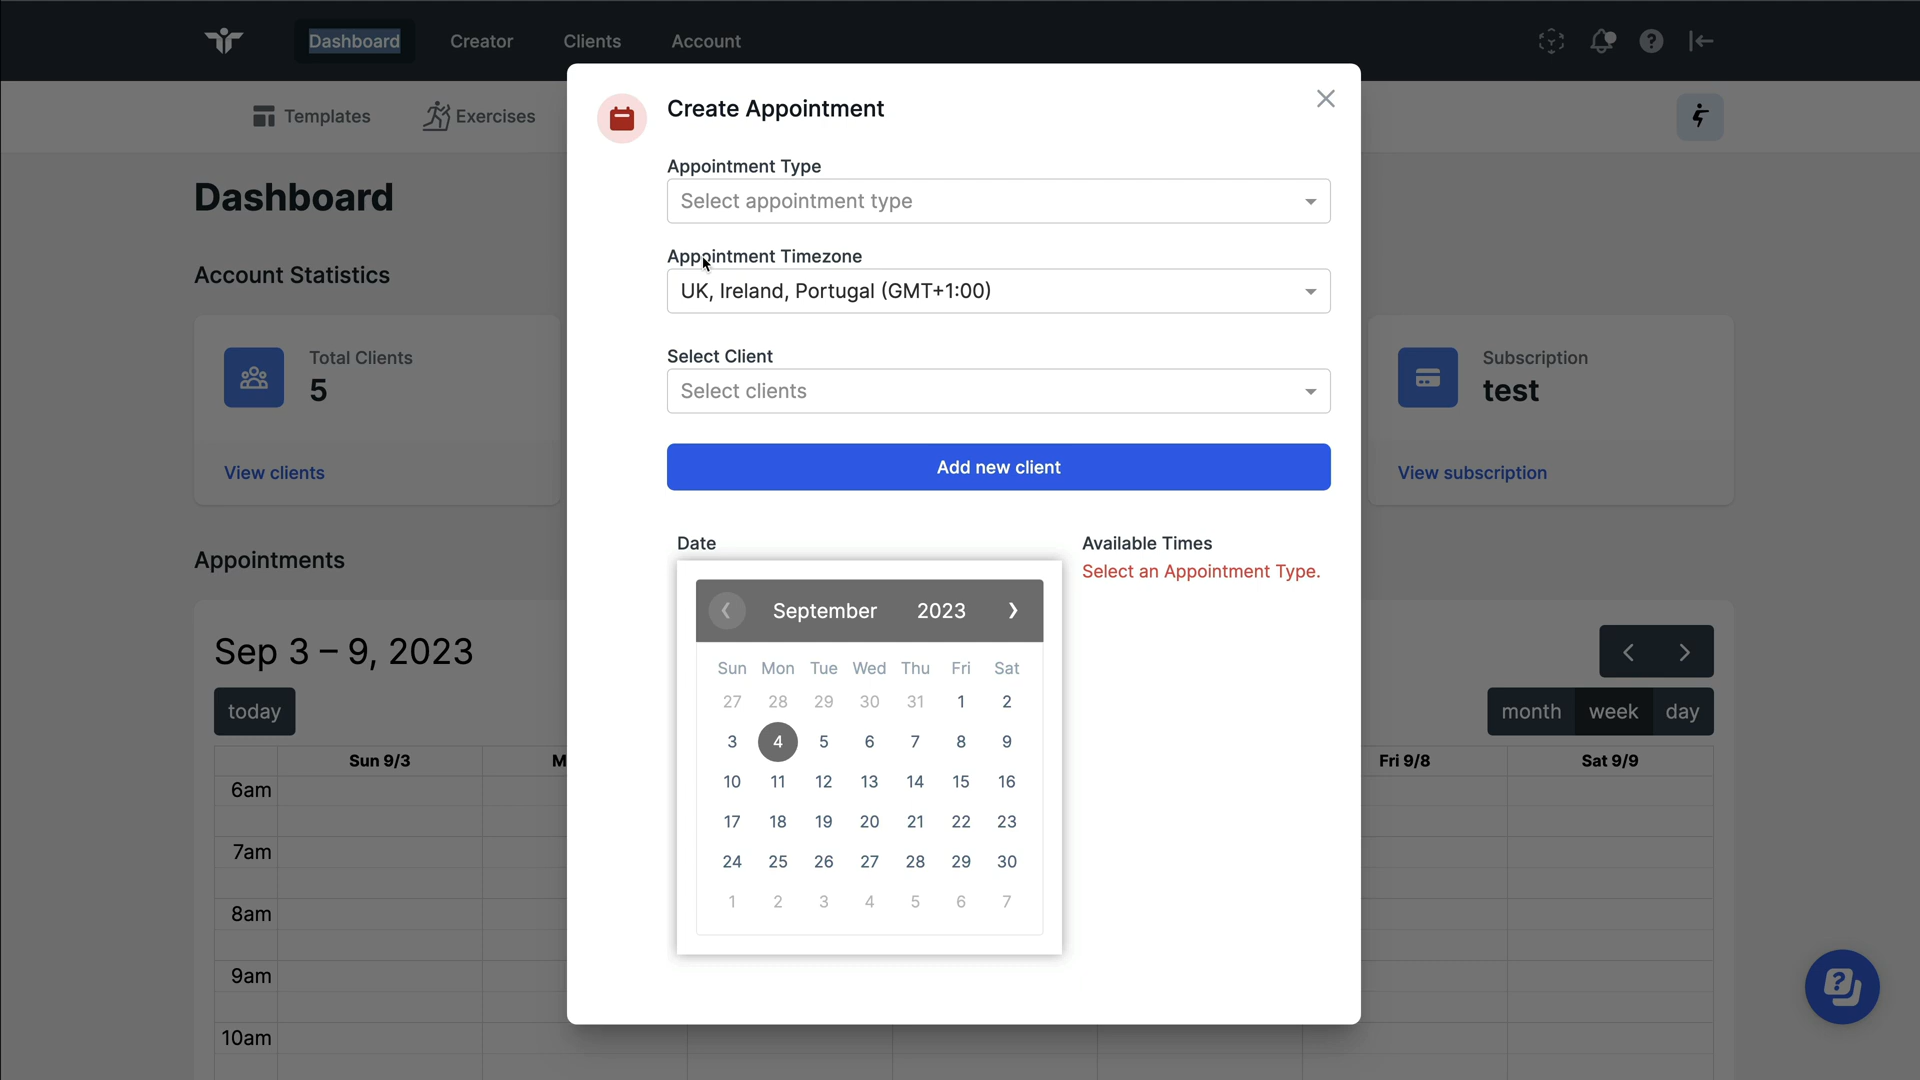 Dashboard
Creator
Clients
Account
Templates
Exercises
Dashboard
Account Statistics
Total Clients
5
View clients
Subscription
test
View subscription
Appointments
Sep 3 – 9, 2023
today
month
week
day
Sun 9/3
M
Fri 9/8
Sat 9/9
6am
7am
8am
9am
10am
Create Appointment
Appointment Type
Select appointment type
Appointment Timezone
UK, Ireland, Portugal (GMT+1:00)
Select Client
Select clients
Add new client
Date
September 2023
Sun Mon Tue Wed Thu Fri Sat
27 28 29 30 31 1 2
3 4 5 6 7 8 9
10 11 12 13 14 15 16
17 18 19 20 21 22 23
24 25 26 27 28 29 30
1 2 3 4 5 6 7
Available Times
Select an Appointment Type.